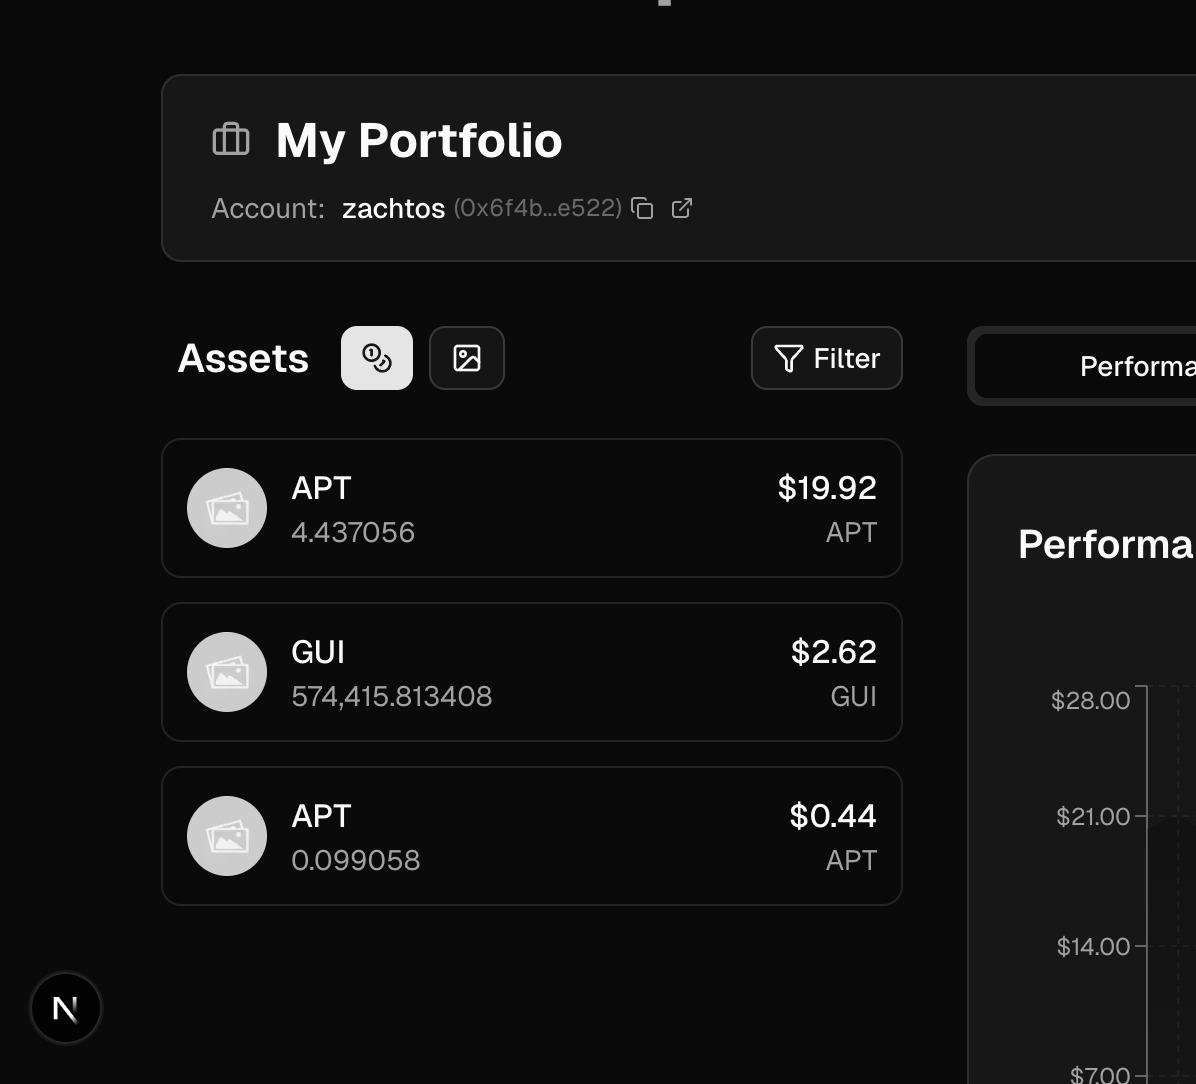 My Portfolio
Account: zachtos (0x6f4b...e522)
Assets
Filter
Performa
APT
$19.92
4.437056
APT
GUI
$2.62
574,415.813408
GUI
APT
$0.44
0.099058
APT
Performa
$28.00
$21.00
$14.00
$7.00
N